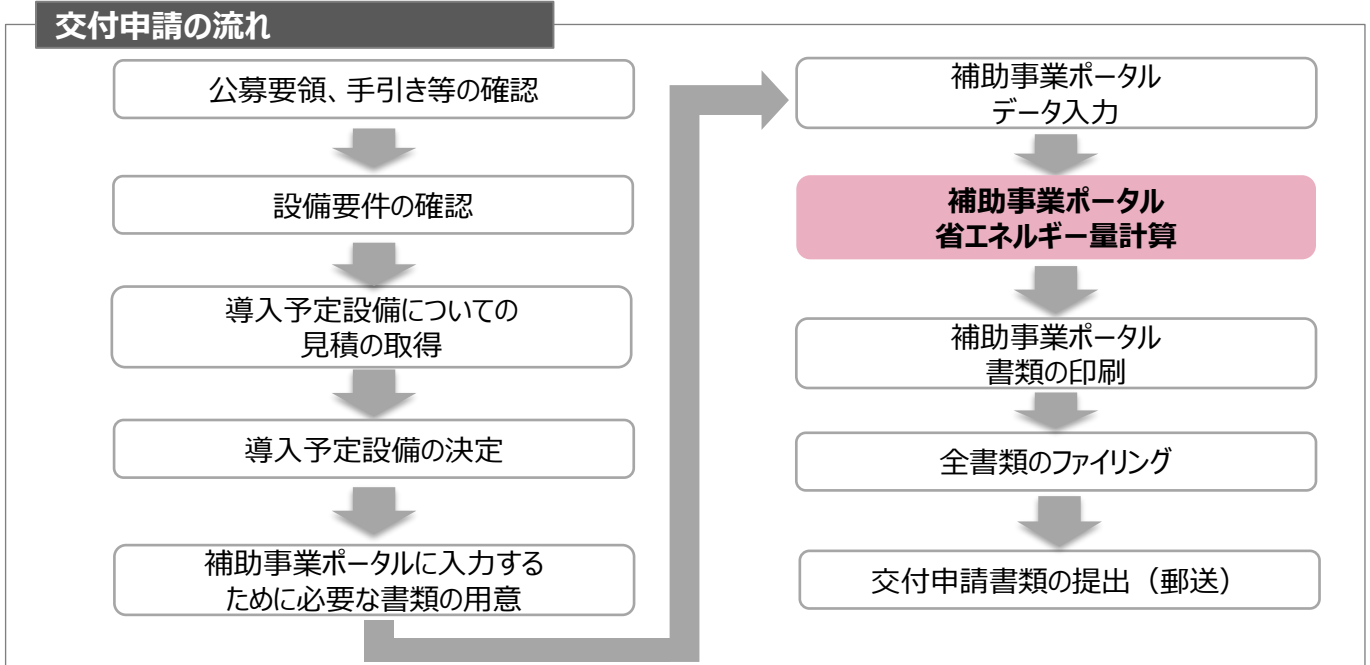 交付申請の流れ
公募要領、手引き等の確認
設備要件の確認
導入予定設備についての
見積の取得
導入予定設備の決定
補助事業ポータルに入力する
ために必要な書類の用意
補助事業ポータル
データ入力
補助事業ポータル
省エネルギー量計算
補助事業ポータル
書類の印刷
全書類のファイリング
交付申請書類の提出（郵送）